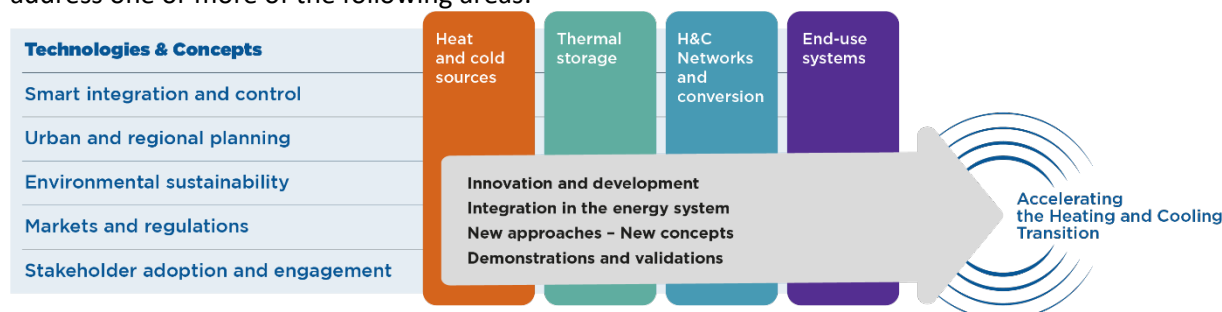 address one or more of the following areas:
Technologies & Concepts
Smart integration and control
Urban and regional planning
Environmental sustainability
Markets and regulations
Stakeholder adoption and engagement
Heat
and cold
sources
Thermal
storage
H&C
Networks
and
conversion
End-use
systems
Innovation and development
Integration in the energy system
New approaches – New concepts
Demonstrations and validations
Accelerating
the Heating and Cooling
Transition